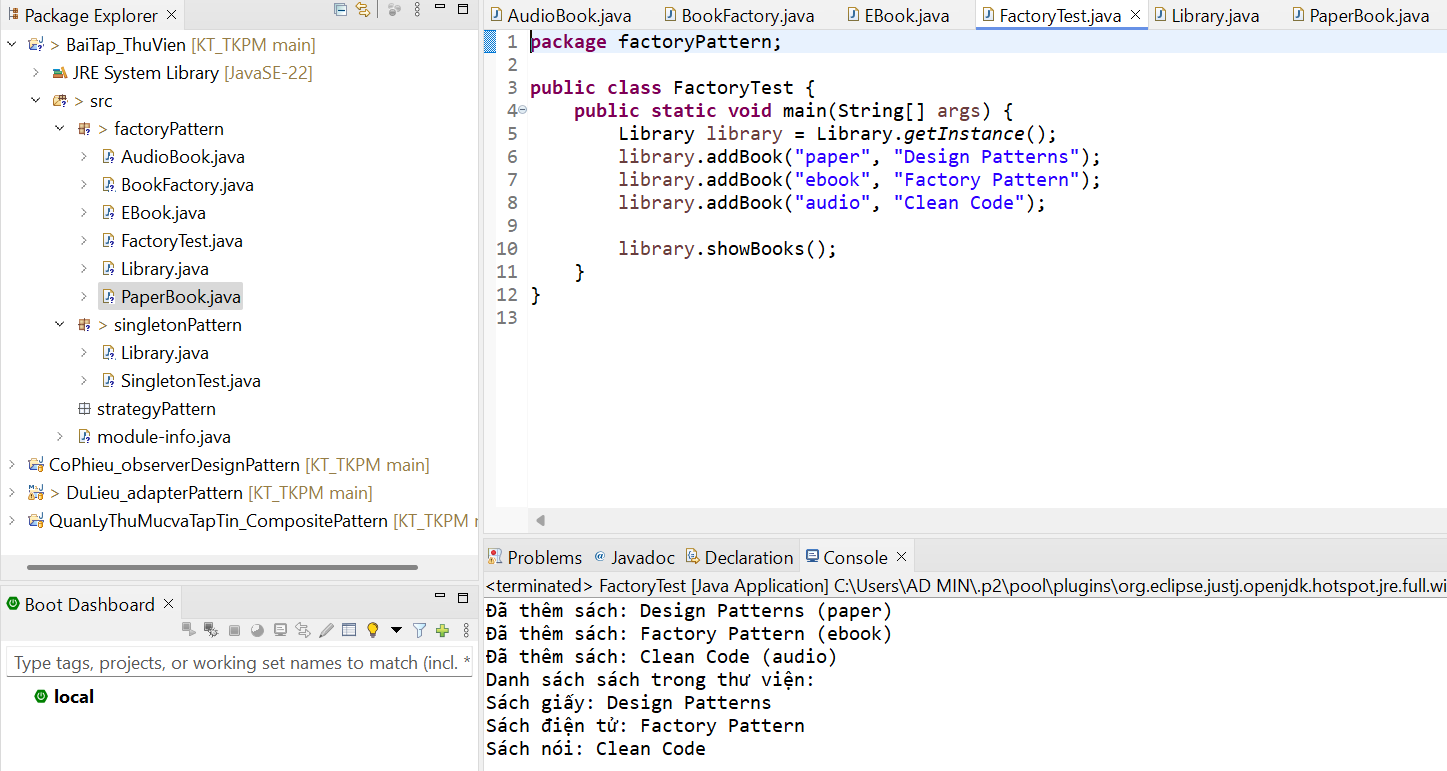 Package Explorer
BaiTap_ThuVien [KT_TKPM main]
JRE System Library [JavaSE-22]
src
factoryPattern
AudioBook.java
BookFactory.java
EBook.java
FactoryTest.java
Library.java
PaperBook.java
singletonPattern
Library.java
SingletonTest.java
strategyPattern
module-info.java
CoPhieu_observerDesignPattern [KT_TKPM main]
DuLieu_adapterPattern [KT_TKPM main]
QuanLyThuMucvaTapTin_CompositePattern [KT_TKPM
Boot Dashboard
Type tags, projects, or working set names to match (incl. *
local
AudioBook.java BookFactory.java EBook.java FactoryTest.java Library.java PaperBook.java
1 package factoryPattern;
2
3 public class FactoryTest {
4 public static void main(String[] args) {
5 Library library = Library.getInstance();
6 library.addBook("paper", "Design Patterns");
7 library.addBook("ebook", "Factory Pattern");
8 library.addBook("audio", "Clean Code");
9
10 library.showBooks();
11 }
12 }
13
Problems Javadoc Declaration Console
<terminated> FactoryTest [Java Application] C:\Users\AD MIN\.p2\pool\plugins\org.eclipse.justj.openjdk.hotspot.jre.full.wi
Đã thêm sách: Design Patterns (paper)
Đã thêm sách: Factory Pattern (ebook)
Đã thêm sách: Clean Code (audio)
Danh sách sách trong thư viện:
Sách giấy: Design Patterns
Sách điện tử: Factory Pattern
Sách nói: Clean Code